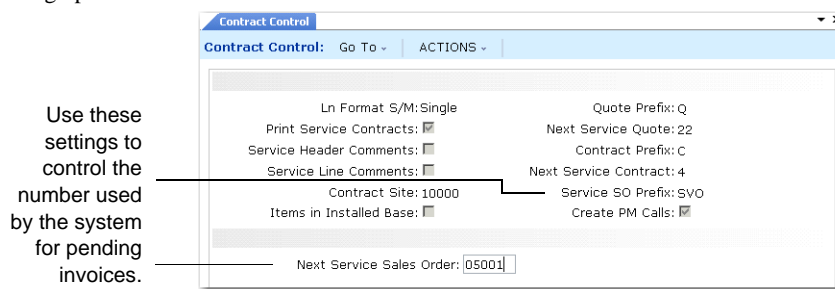 Contract Control
Contract Control: Go To ACTIONS
Ln Format S/M: Single
Quote Prefix: Q
Print Service Contracts:
Next Service Quote: 22
Service Header Comments:
Contract Prefix: C
Service Line Comments:
Next Service Contract: 4
Contract Site: 10000
Service SO Prefix: SVO
Items in Installed Base:
Create PM Calls:
Next Service Sales Order: 05001
Use these
settings to
control the
number used
by the system
for pending
invoices.